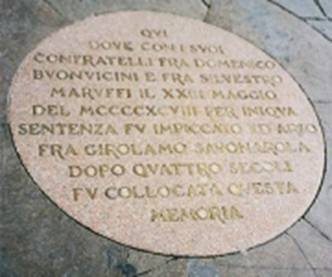 QVI
DOVE CON I SVOI
CONFRATELLI FRA DOMENICO
BVONVICINI E FRA SILVESTRO
MARVFFI IL XXIII MAGGIO
DEL MCCCCXCVIII PER INIQVA
SENTENZA FV IMPICCATO ED ARSO
FRA GIROLAMO SAVONAROLA
DOPO QVATTRO SECOLI
FV COLLOCATA QVESTA
MEMORIA